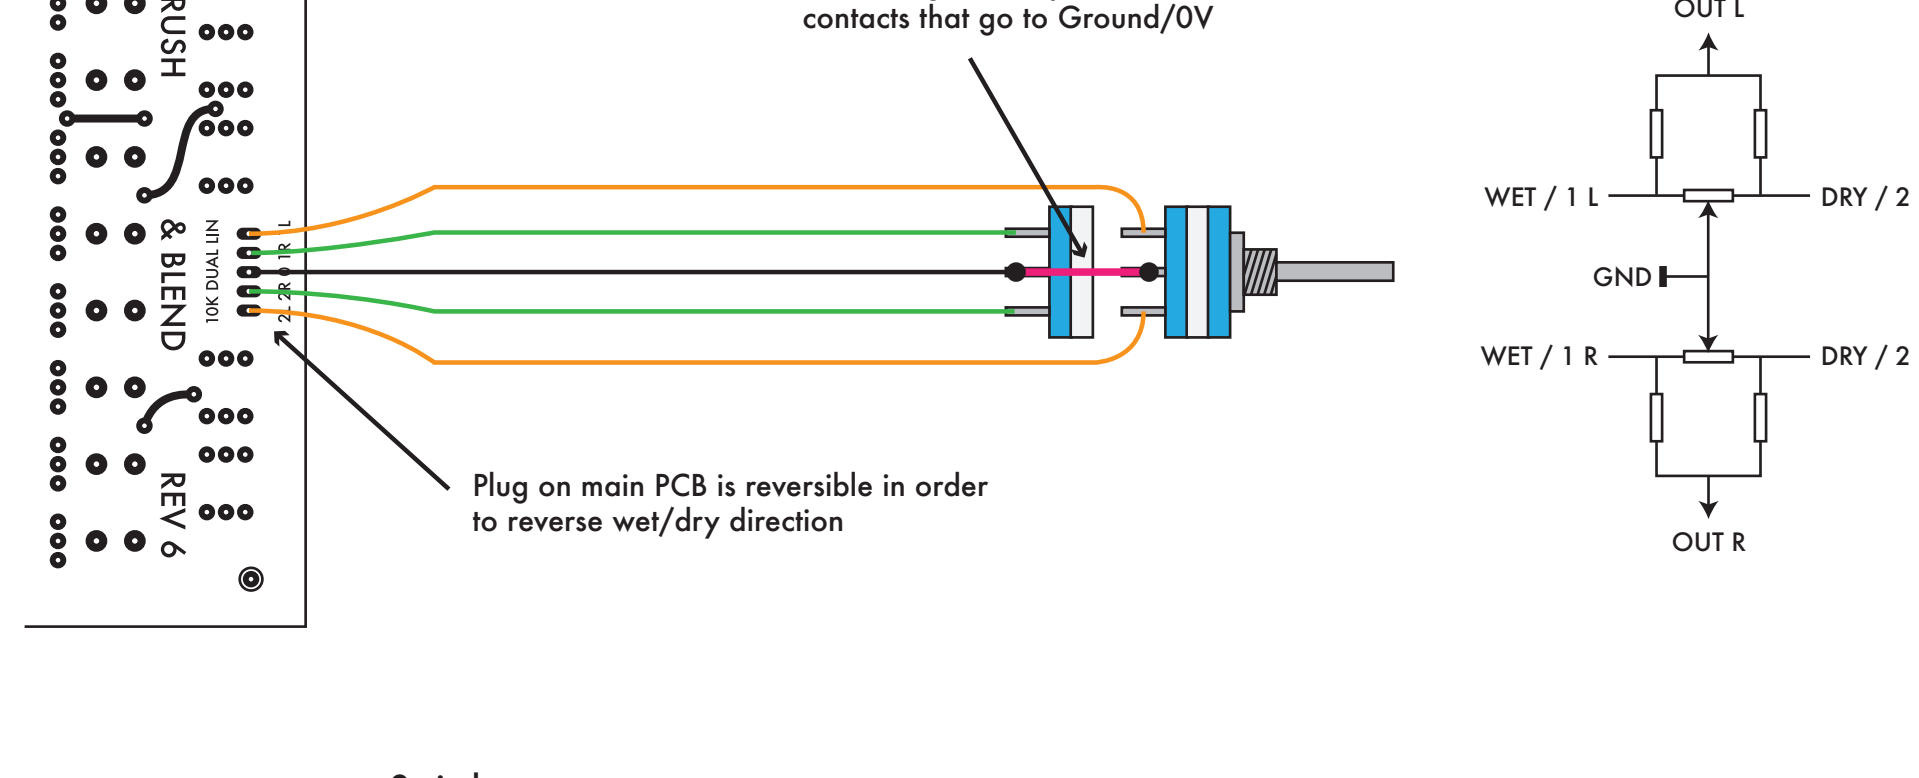 contacts that go to Ground/0V
OUT L
RUSH
& BLEND
10K DUAL LIN
L
1R
0
2R
2L
REV 6
WET / 1 L
DRY / 2
GND
WET / 1 R
DRY / 2
OUT R
Plug on main PCB is reversible in order
to reverse wet/dry direction